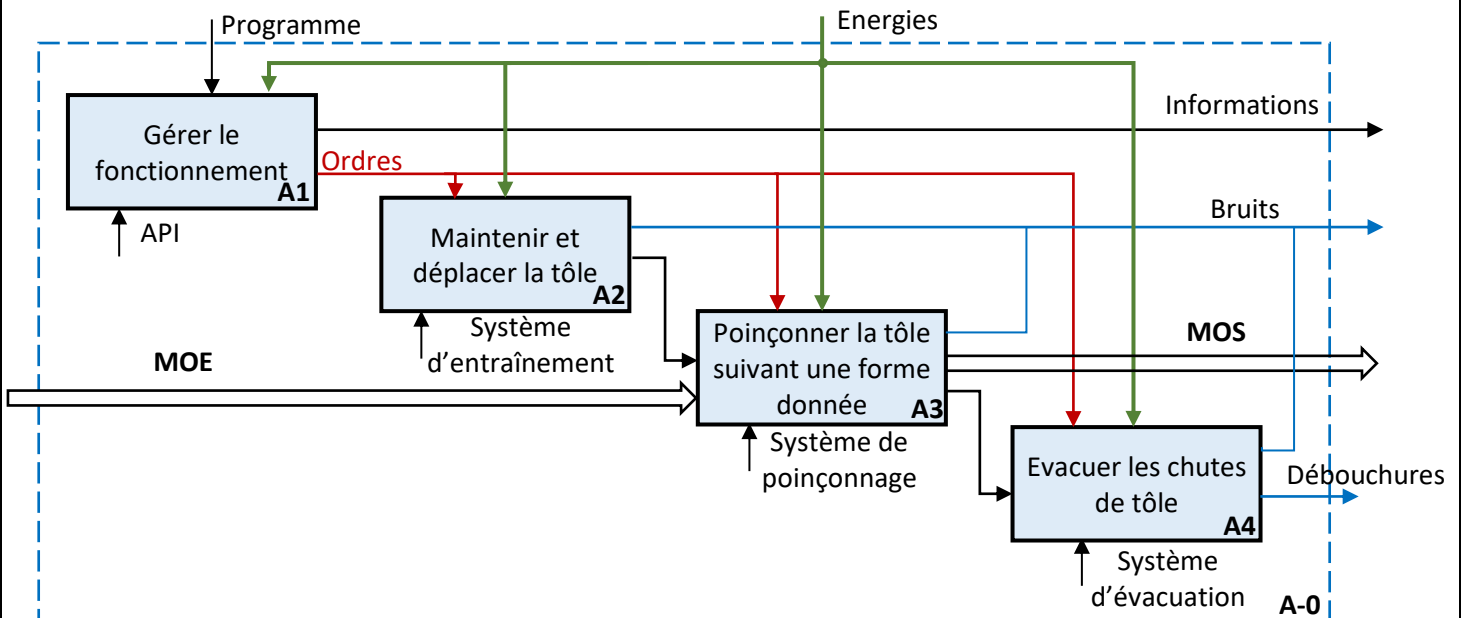 Programme
Energies
Informations
Gérer le
fonctionnement
A1
Ordres
API
Bruits
Maintenir et
déplacer la tôle
A2
Système
d’entraînement
MOE
Poinçonner la tôle
suivant une forme
donnée
A3
MOS
Système de
poinçonnage
Evacuer les chutes
de tôle
A4
Débouchures
Système
d’évacuation
A-0